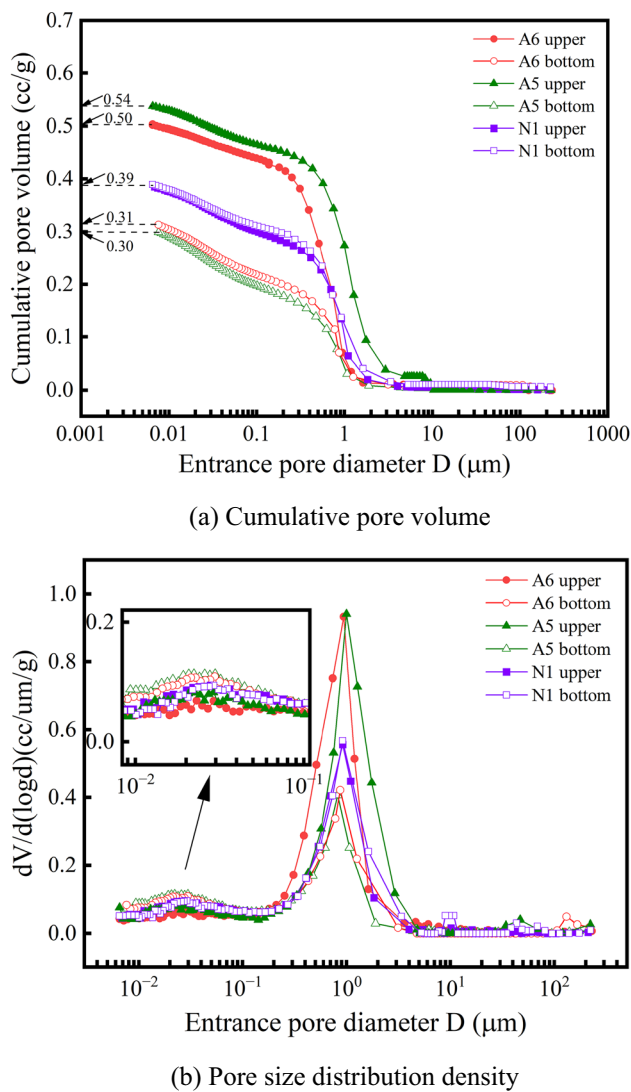 0.7
0.6
0.5
0.4
0.3
0.2
0.1
0.0
Cumulative pore volume (cc/g)
0.54
0.50
0.39
0.31
0.30
A6 upper
A6 bottom
A5 upper
A5 bottom
N1 upper
N1 bottom
0.001 0.01 0.1 1 10 100 1000
Entrance pore diameter D (μm)
(a) Cumulative pore volume
1.0
0.8
0.6
0.4
0.2
0.0
dV/d(logd)(cc/um/g)
0.2
0.0
10⁻² 10⁻¹
A6 upper
A6 bottom
A5 upper
A5 bottom
N1 upper
N1 bottom
10⁻² 10⁻¹ 10⁰ 10¹ 10²
Entrance pore diameter D (μm)
(b) Pore size distribution density